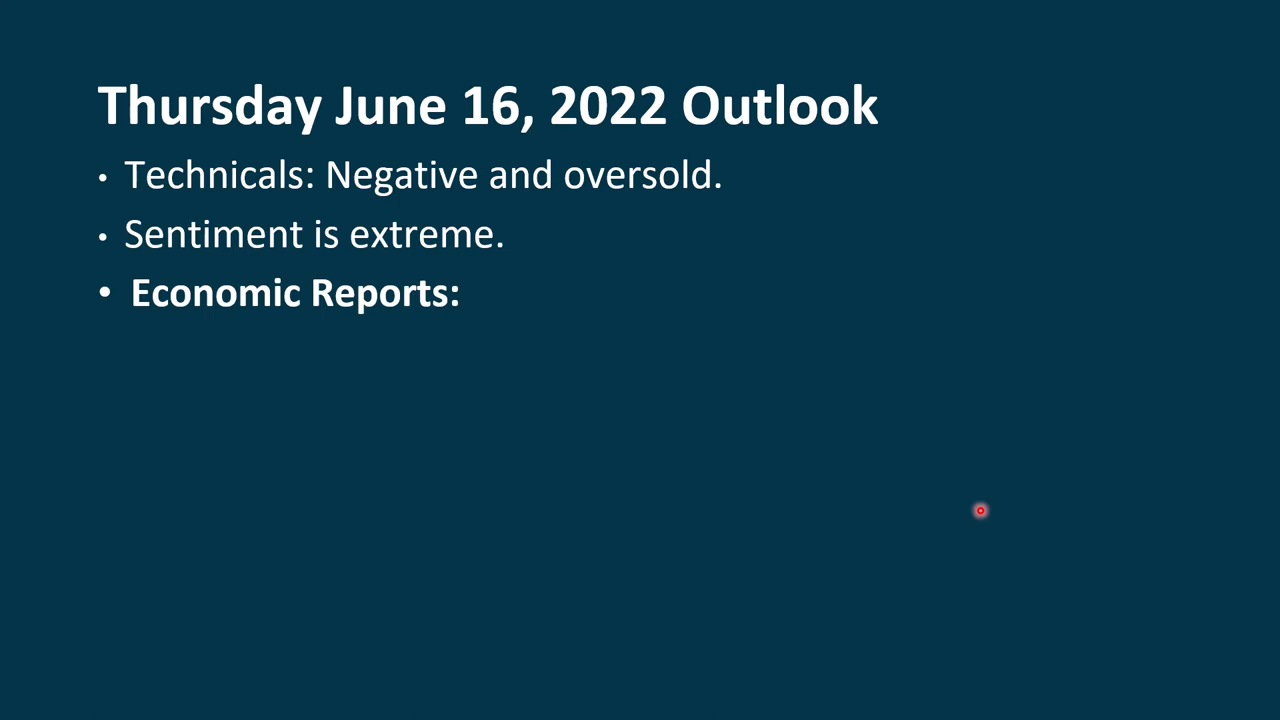 Thursday June 16, 2022 Outlook
• Technicals: Negative and oversold.
• Sentiment is extreme.
• Economic Reports: